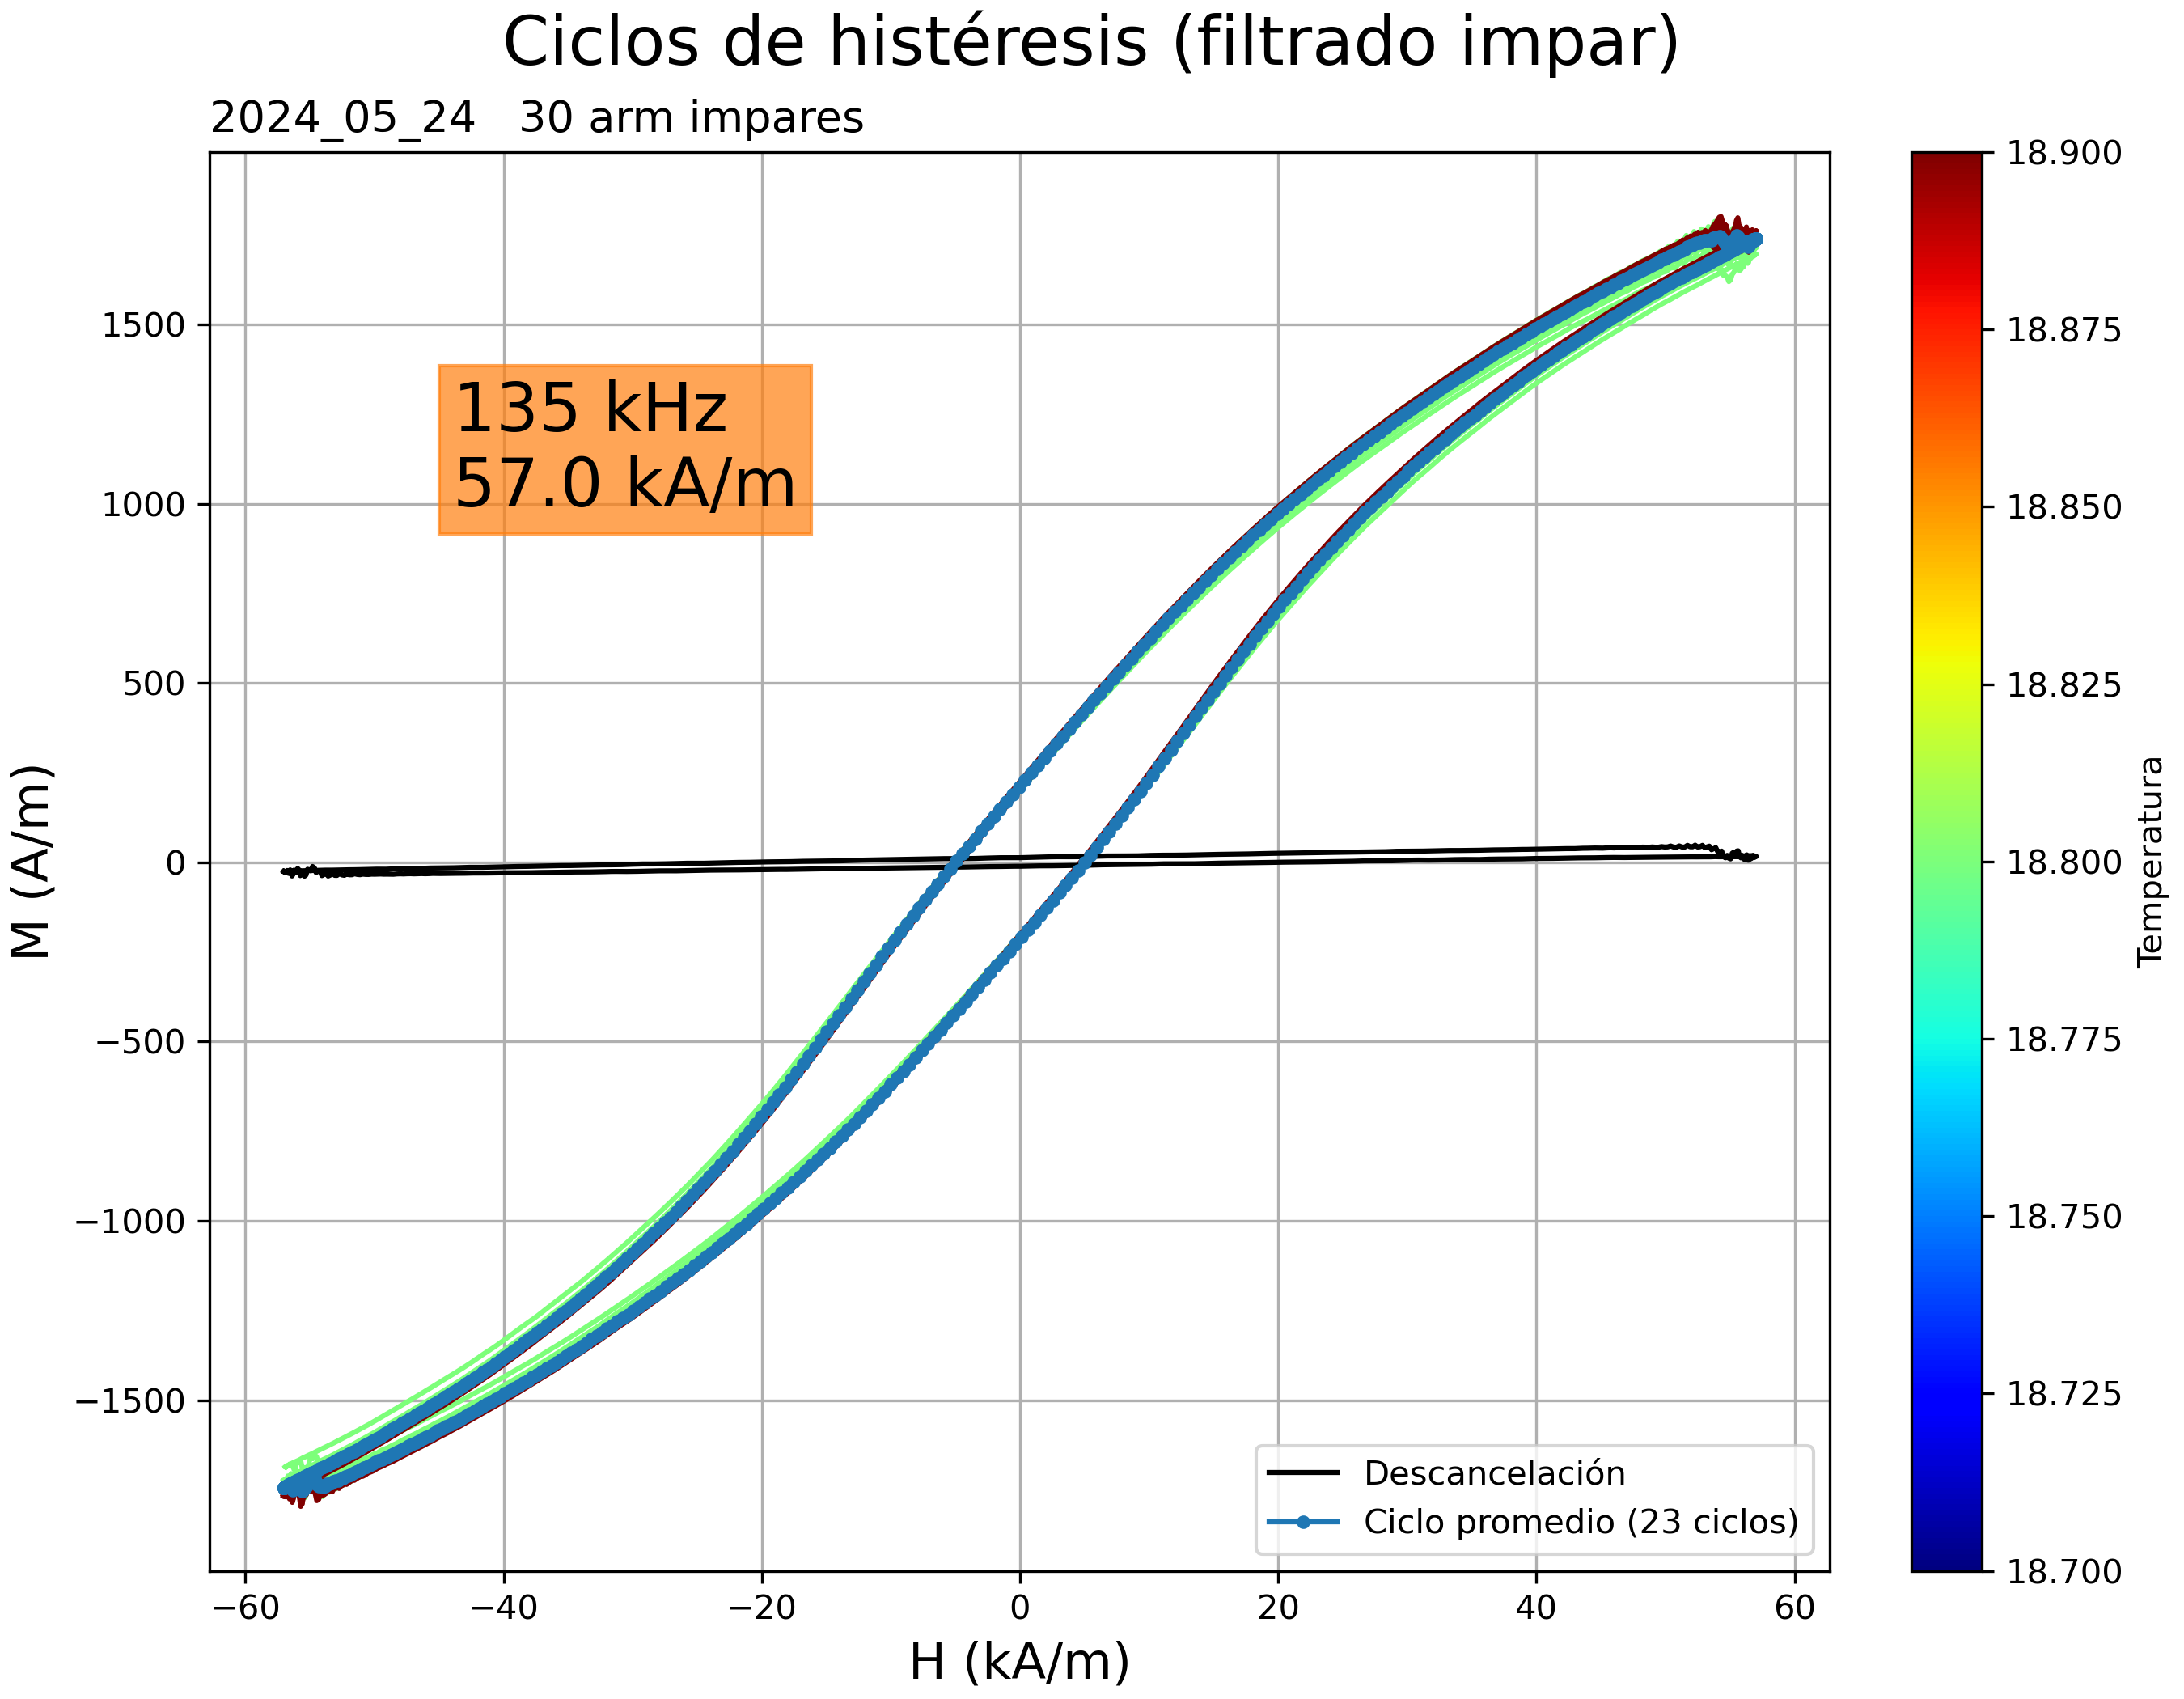 Ciclos de histéresis (filtrado impar)
2024_05_24   30 arm impares
135 kHz
57.0 kA/m
M (A/m)
1500
1000
500
0
−500
−1000
−1500
−60
−40
−20
0
20
40
60
H (kA/m)
Descancelación
Ciclo promedio (23 ciclos)
18.900
18.875
18.850
18.825
18.800
18.775
18.750
18.725
18.700
Temperatura